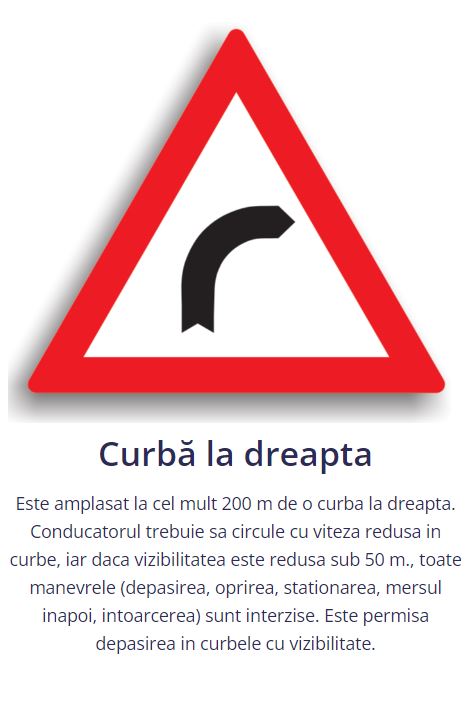 Curbă la dreapta
Este amplasat la cel mult 200 m de o curba la dreapta.
Conducatorul trebuie sa circule cu viteza redusa in
curbe, iar daca vizibilitatea este redusa sub 50 m., toate
manevrele (depasirea, oprirea, stationarea, mersul
inapoi, intoarcerea) sunt interzise. Este permisa
depasirea in curbele cu vizibilitate.